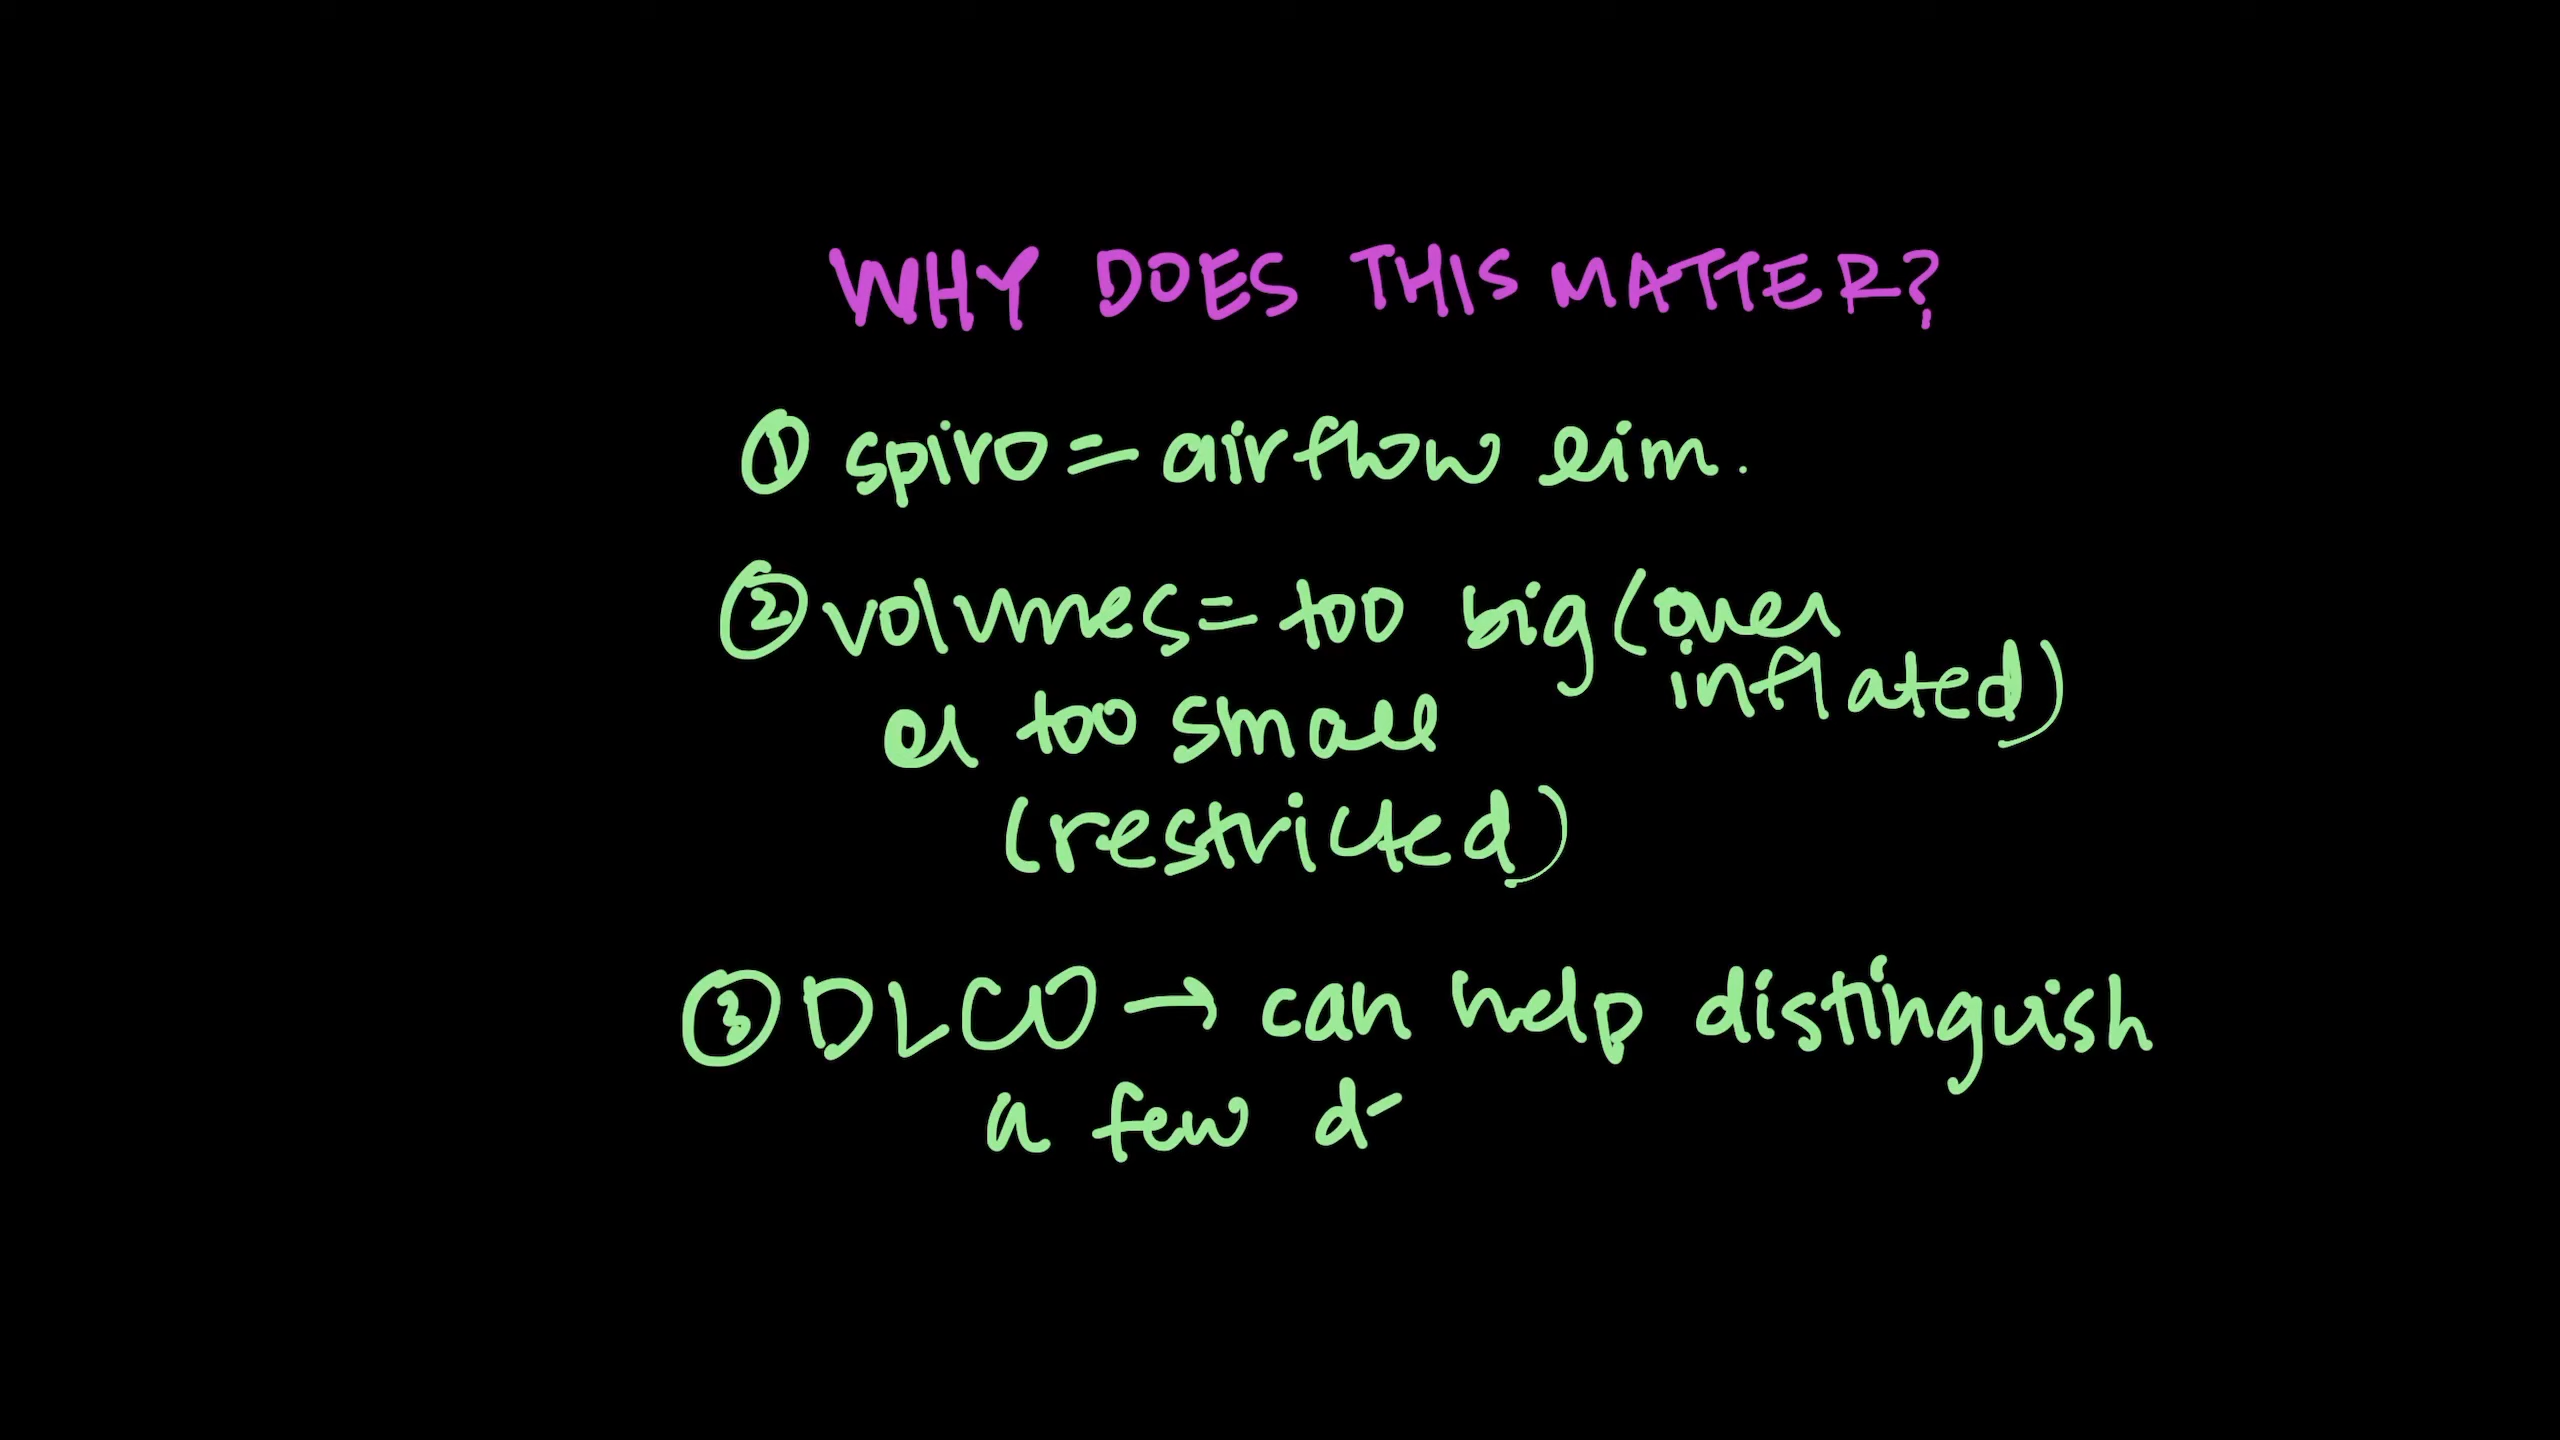 WHY DOES THIS MATTER?
① spiro = airflow lim.
② volumes = too big (over
inflated)
or too small
(restricted)
③ DLCO → can help distinguish
a few